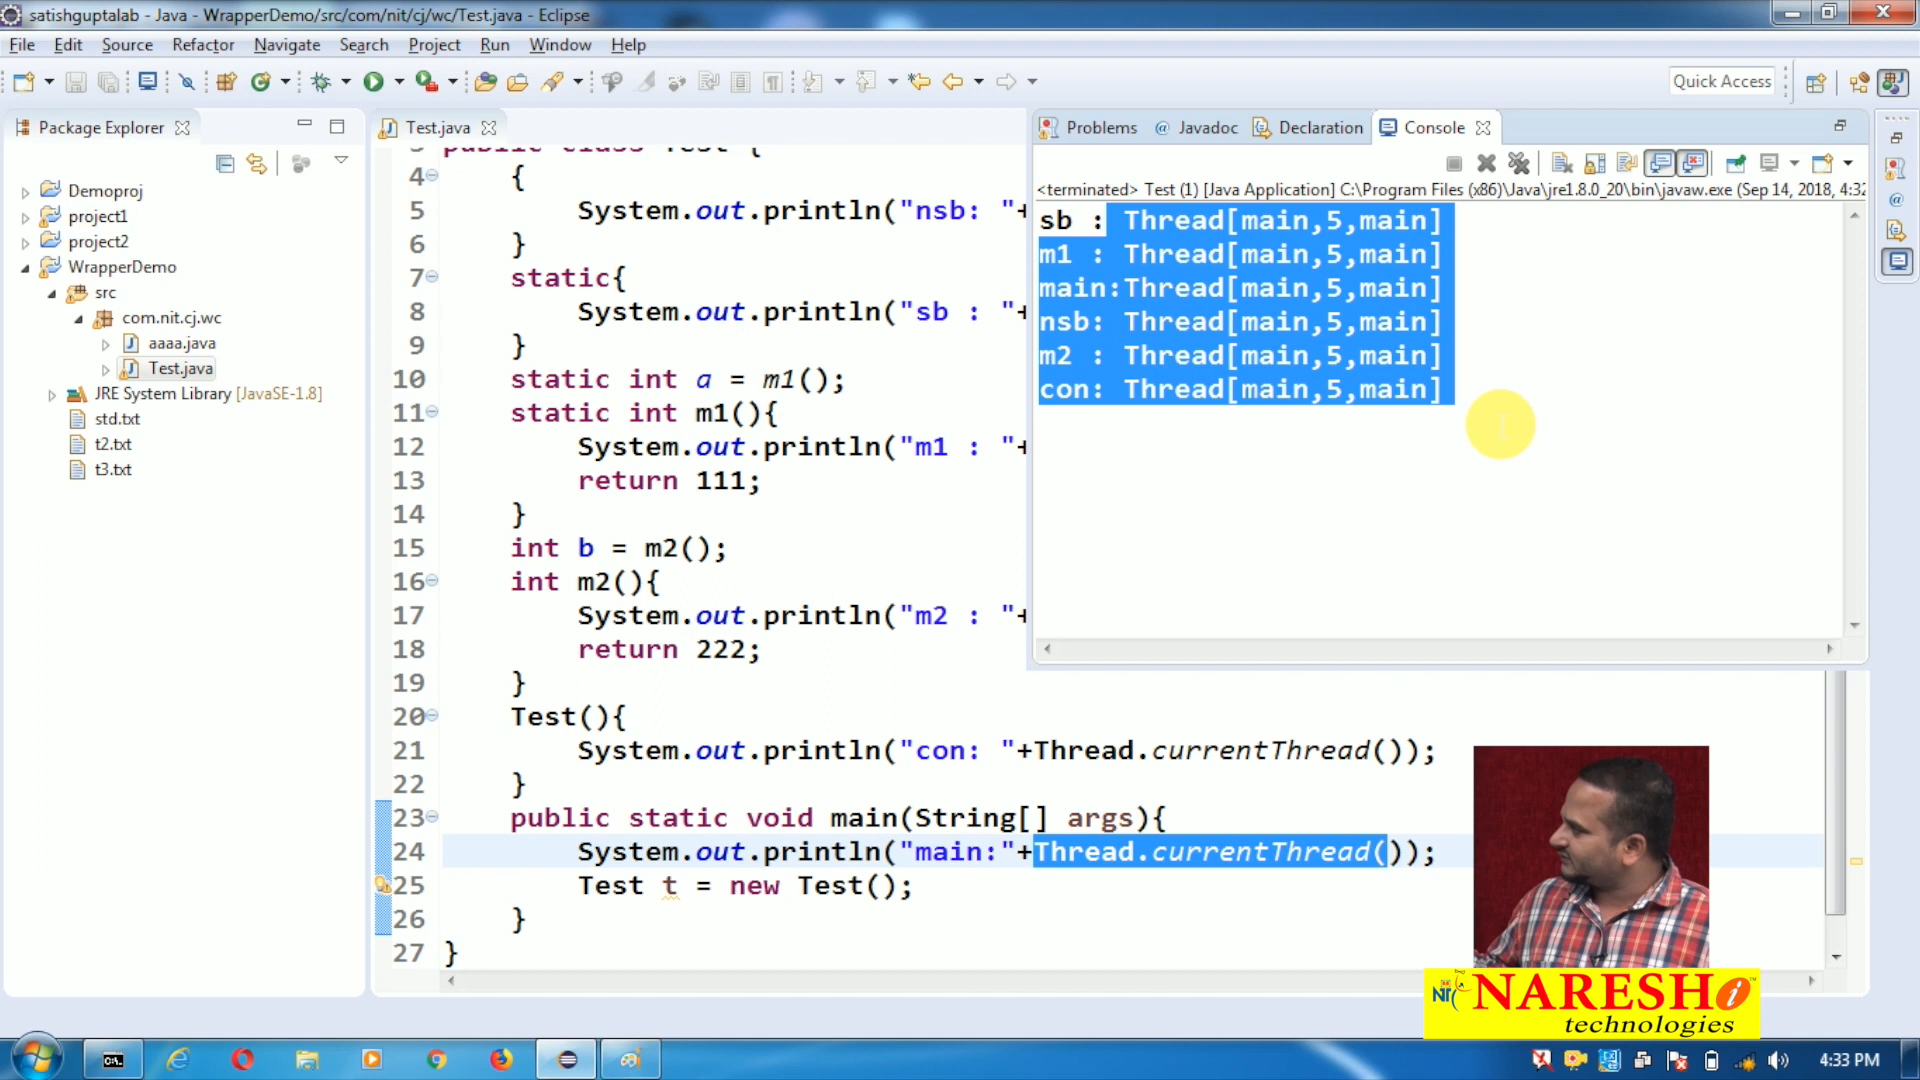 satishguptalab - Java - WrapperDemo/src/com/nit/cj/wc/Test.java - Eclipse
File Edit Source Refactor Navigate Search Project Run Window Help
Quick Access
Package Explorer
Demoproj
project1
project2
WrapperDemo
src
com.nit.cj.wc
aaaa.java
Test.java
JRE System Library [JavaSE-1.8]
std.txt
t2.txt
t3.txt
Test.java
public class Test {
4 {
5 System.out.println("nsb: "+
6 }
7 static{
8 System.out.println("sb : "+
9 }
10 static int a = m1();
11 static int m1(){
12 System.out.println("m1 : "+
13 return 111;
14 }
15 int b = m2();
16 int m2(){
17 System.out.println("m2 : "+
18 return 222;
19 }
20 Test(){
21 System.out.println("con: "+Thread.currentThread());
22 }
23 public static void main(String[] args){
24 System.out.println("main:"+Thread.currentThread());
25 Test t = new Test();
26 }
27 }
Problems @ Javadoc Declaration Console
<terminated> Test (1) [Java Application] C:\Program Files (x86)\Java\jre1.8.0_20\bin\javaw.exe (Sep 14, 2018, 4:32
sb : Thread[main,5,main]
m1 : Thread[main,5,main]
main:Thread[main,5,main]
nsb: Thread[main,5,main]
m2 : Thread[main,5,main]
con: Thread[main,5,main]
NARESH i
technologies
4:33 PM